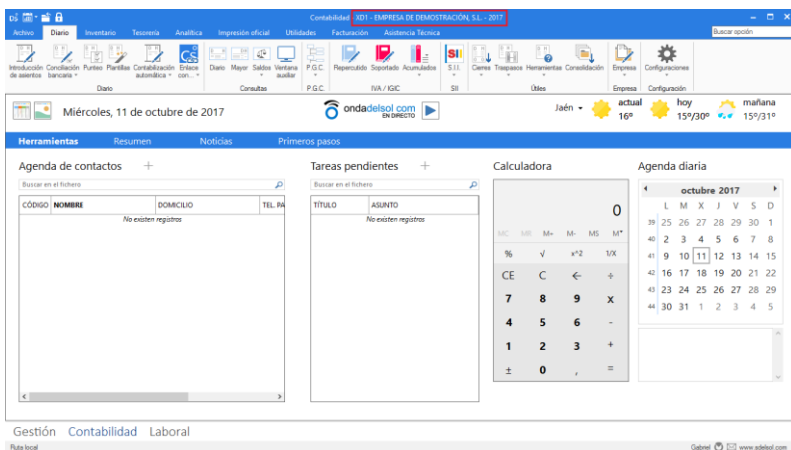 Contabilidad - XD1 - EMPRESA DE DEMOSTRACIÓN, S.L. - 2017
Archivo Diario Inventario Tesorería Analítica Impresión oficial Utilidades Facturación Asistencia Técnica Buscar opción
Introducción de asientos Conciliación bancaria Punteo Plantillas Contabilización automática Enlace con... Diario Mayor Saldos Ventana auxiliar P.G.C. Repercutido Soportado Acumulados S.I.I. Cierres Traspasos Herramientas Consolidación Empresa Configuraciones
Diario Consultas P.G.C. IVA / IGIC SII Útiles Empresa Configuración
Miércoles, 11 de octubre de 2017 ondadelsol com EN DIRECTO Jaén actual 16º hoy 15º/30º mañana 15º/31º
Herramientas Resumen Noticias Primeros pasos
Agenda de contactos +
Buscar en el fichero
CÓDIGO NOMBRE DOMICILIO TEL. PA
No existen registros
Tareas pendientes +
Buscar en el fichero
TÍTULO ASUNTO
No existen registros
Calculadora
0
MC MR M+ M- MS M*
% √ x^2 1/X
CE C ← ÷
7 8 9 X
4 5 6 -
1 2 3 +
± 0 , =
Agenda diaria
octubre 2017
L M X J V S D
39 25 26 27 28 29 30 1
40 2 3 4 5 6 7 8
41 9 10 11 12 13 14 15
42 16 17 18 19 20 21 22
43 23 24 25 26 27 28 29
44 30 31 1 2 3 4 5
Gestión Contabilidad Laboral
Ruta local Gabriel www.sdelsol.com